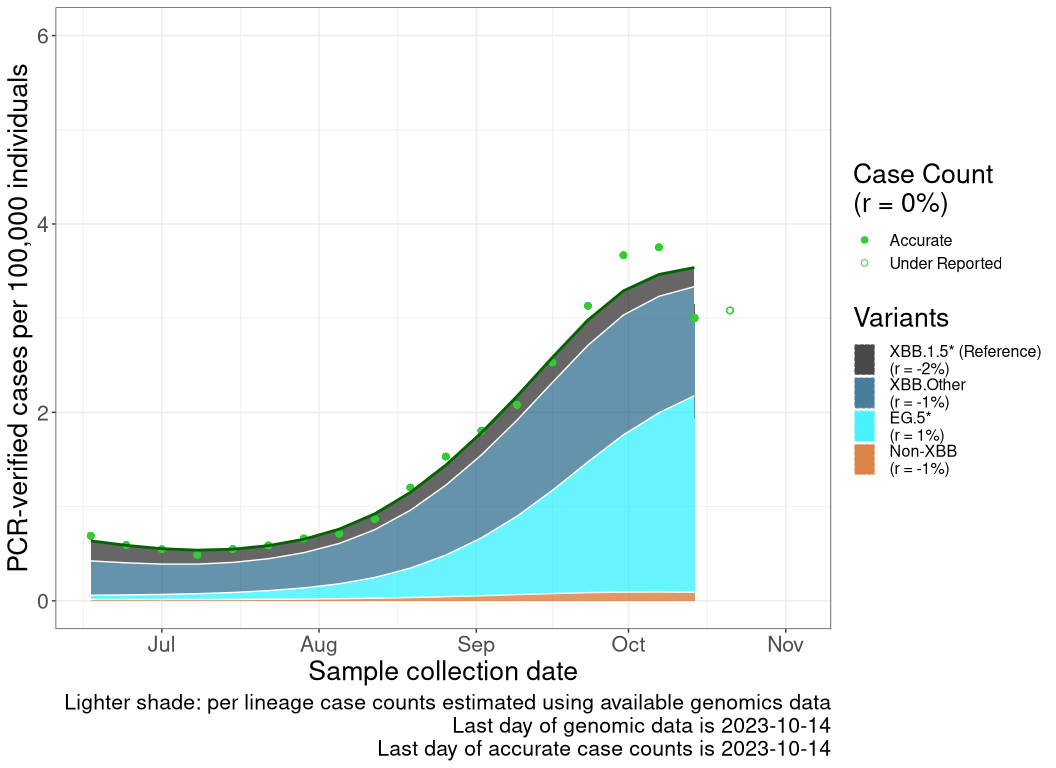 PCR-verified cases per 100,000 individuals
6
4
2
0
Jul
Aug
Sep
Oct
Nov
Sample collection date
Lighter shade: per lineage case counts estimated using available genomics data
Last day of genomic data is 2023-10-14
Last day of accurate case counts is 2023-10-14
Case Count
(r = 0%)
Accurate
Under Reported
Variants
XBB.1.5* (Reference)
(r = -2%)
XBB.Other
(r = -1%)
EG.5*
(r = 1%)
Non-XBB
(r = -1%)